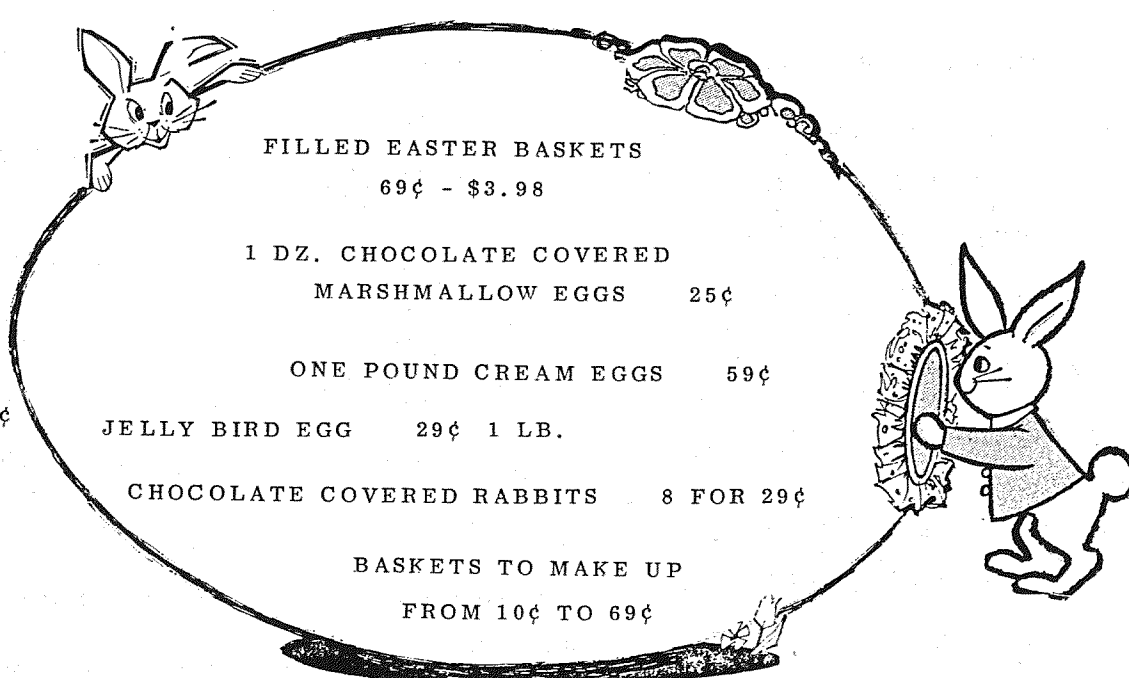 FILLED EASTER BASKETS
69¢ - $3.98
1 DZ. CHOCOLATE COVERED
MARSHMALLOW EGGS 25¢
ONE POUND CREAM EGGS 59¢
¢
JELLY BIRD EGG 29¢ 1 LB.
CHOCOLATE COVERED RABBITS 8 FOR 29¢
BASKETS TO MAKE UP
FROM 10¢ TO 69¢